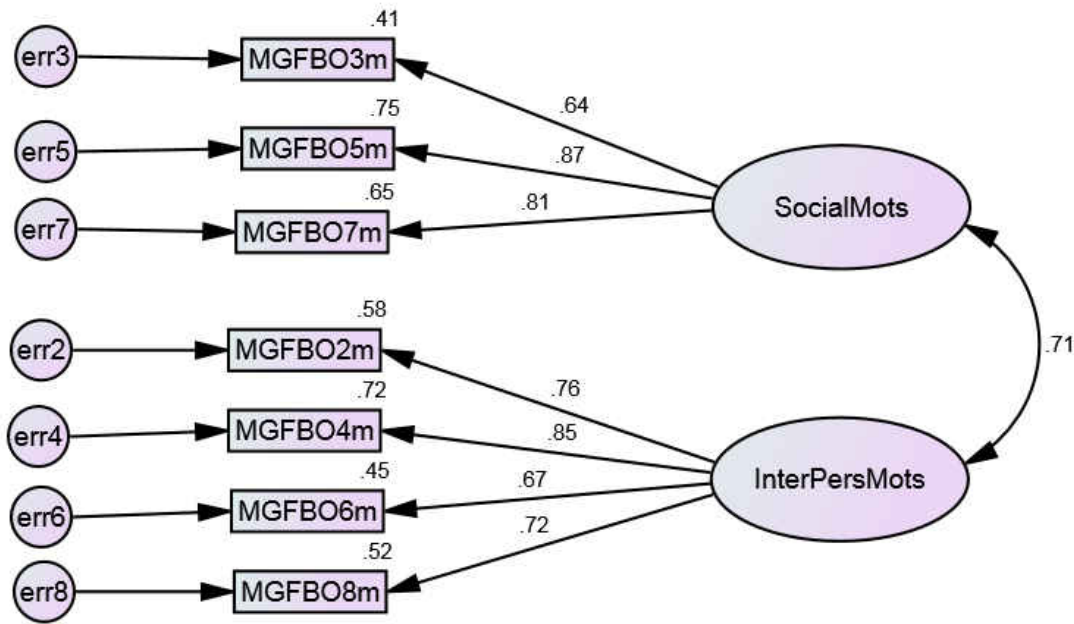 .41
err3
MGFBO3m
.64
.75
err5
MGFBO5m
.87
.65
err7
MGFBO7m
.81
SocialMots
.58
err2
MGFBO2m
.76
.71
.72
err4
MGFBO4m
.85
.45
err6
MGFBO6m
.67
InterPersMots
.52
err8
MGFBO8m
.72